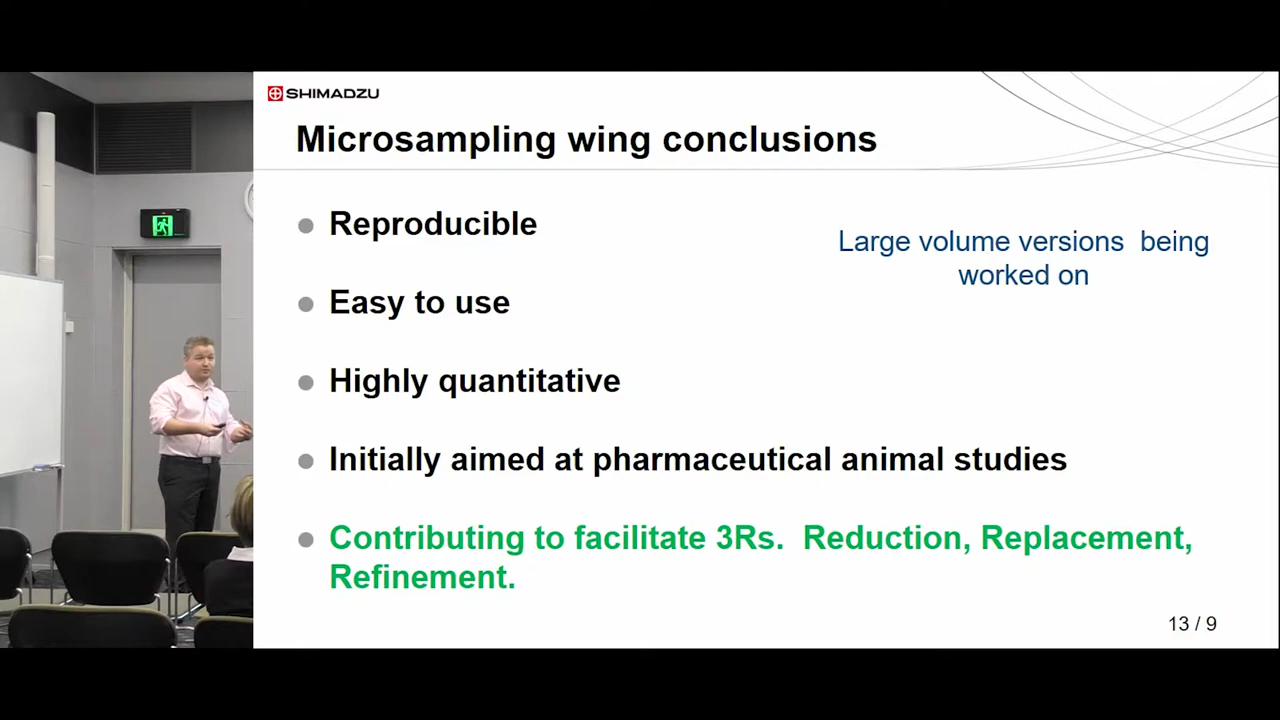 SHIMADZU
Microsampling wing conclusions
Reproducible
Large volume versions being
worked on
Easy to use
Highly quantitative
Initially aimed at pharmaceutical animal studies
Contributing to facilitate 3Rs. Reduction, Replacement,
Refinement.
13 / 9